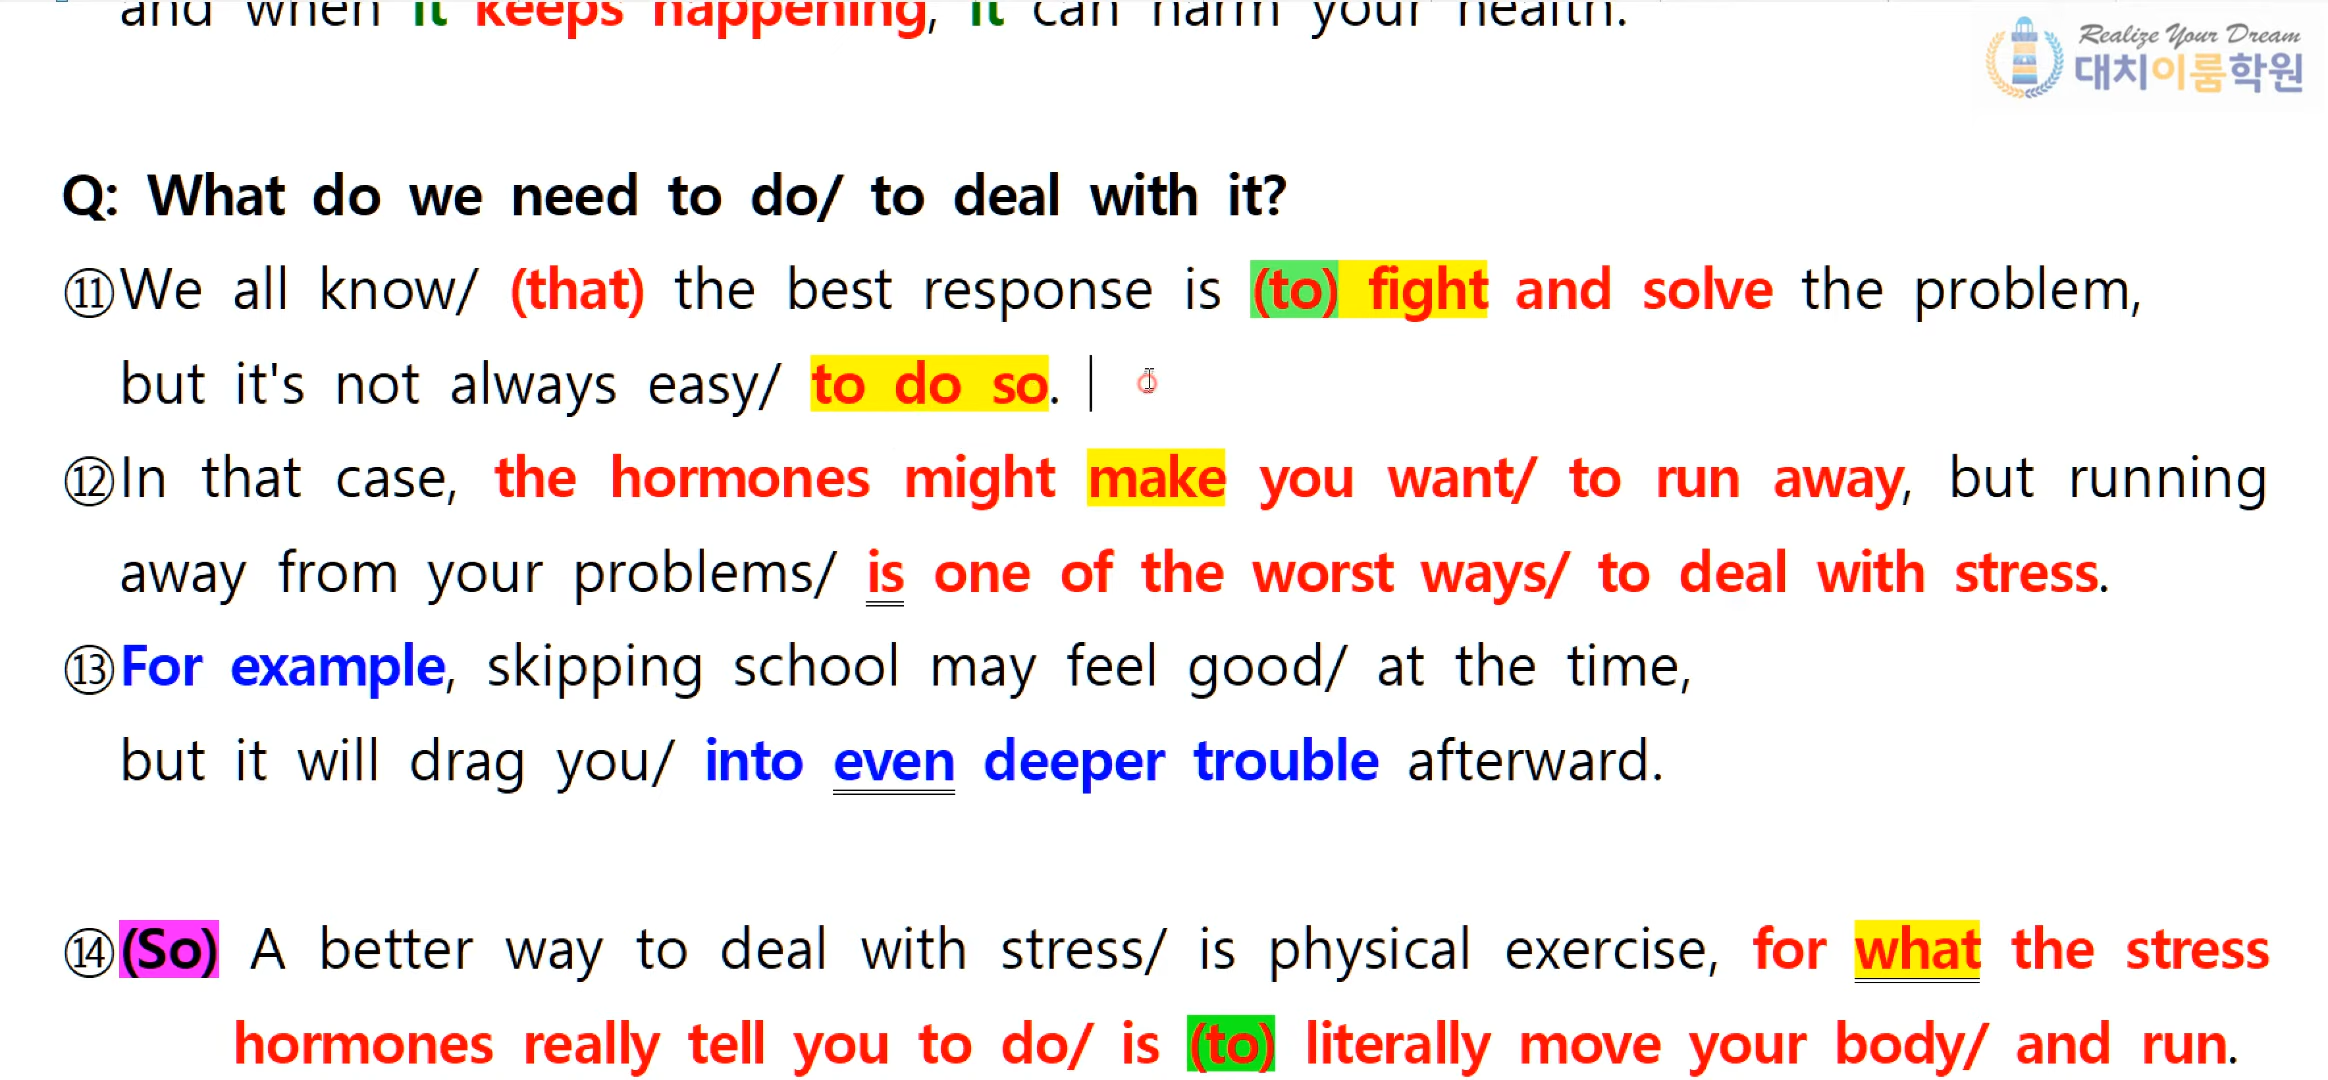 and when it keeps happening, it can harm your health.
Realize Your Dream
대치이룸학원
Q: What do we need to do/ to deal with it?
⑪We all know/ (that) the best response is (to) fight and solve the problem,
but it's not always easy/ to do so.
⑫In that case, the hormones might make you want/ to run away, but running
away from your problems/ is one of the worst ways/ to deal with stress.
⑬For example, skipping school may feel good/ at the time,
but it will drag you/ into even deeper trouble afterward.
⑭(So) A better way to deal with stress/ is physical exercise, for what the stress
hormones really tell you to do/ is (to) literally move your body/ and run.